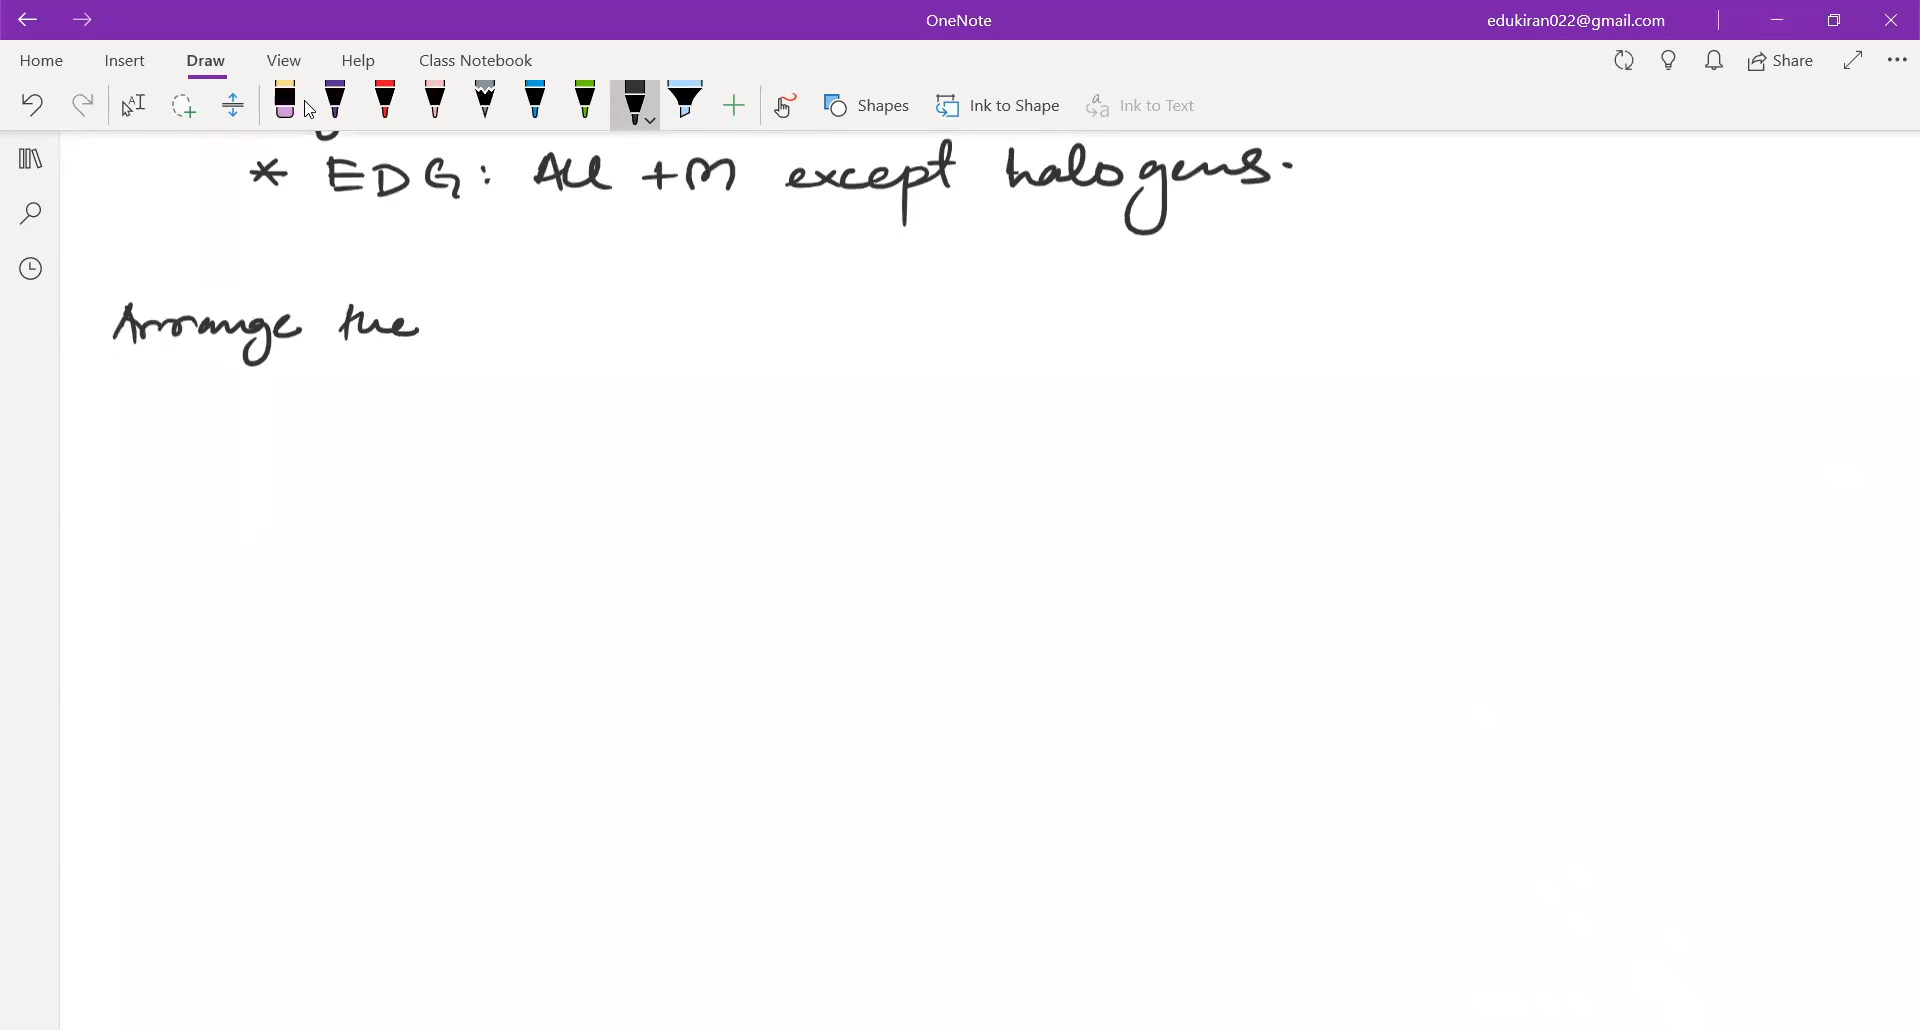 OneNote
edukiran022@gmail.com
Home Insert Draw View Help Class Notebook
Share
Shapes Ink to Shape Ink to Text
* EDG: All +M except halogens.
Arrange the